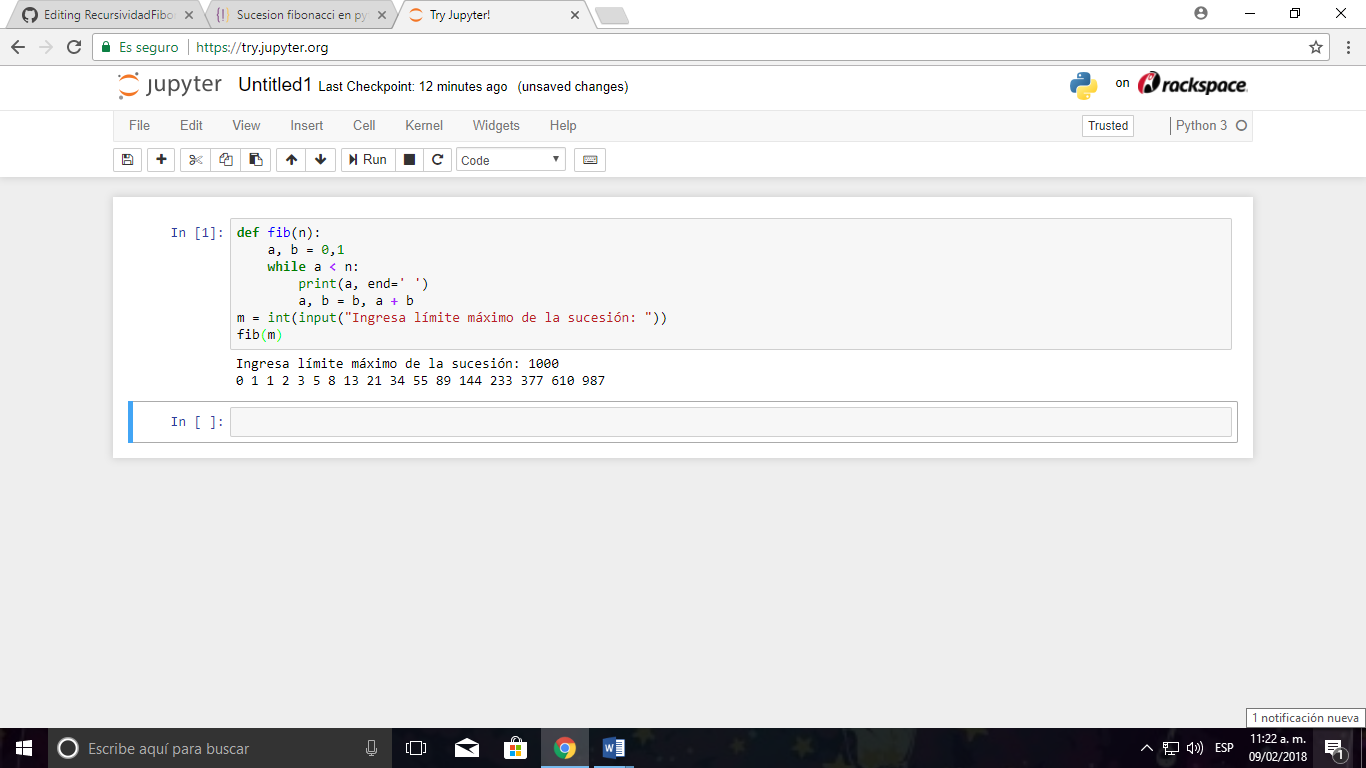 Editing RecursividadFibo
Sucesion fibonacci en py
Try Jupyter!
Es seguro https://try.jupyter.org
jupyter Untitled1 Last Checkpoint: 12 minutes ago (unsaved changes)
on rackspace.
File Edit View Insert Cell Kernel Widgets Help
Trusted Python 3
Run Code
In [1]: def fib(n):
    a, b = 0,1
    while a < n:
        print(a, end=' ')
        a, b = b, a + b
m = int(input("Ingresa límite máximo de la sucesión: "))
fib(m)
Ingresa límite máximo de la sucesión: 1000
0 1 1 2 3 5 8 13 21 34 55 89 144 233 377 610 987
In [ ]:
1 notificación nueva
Escribe aquí para buscar
ESP
11:22 a. m.
09/02/2018
1